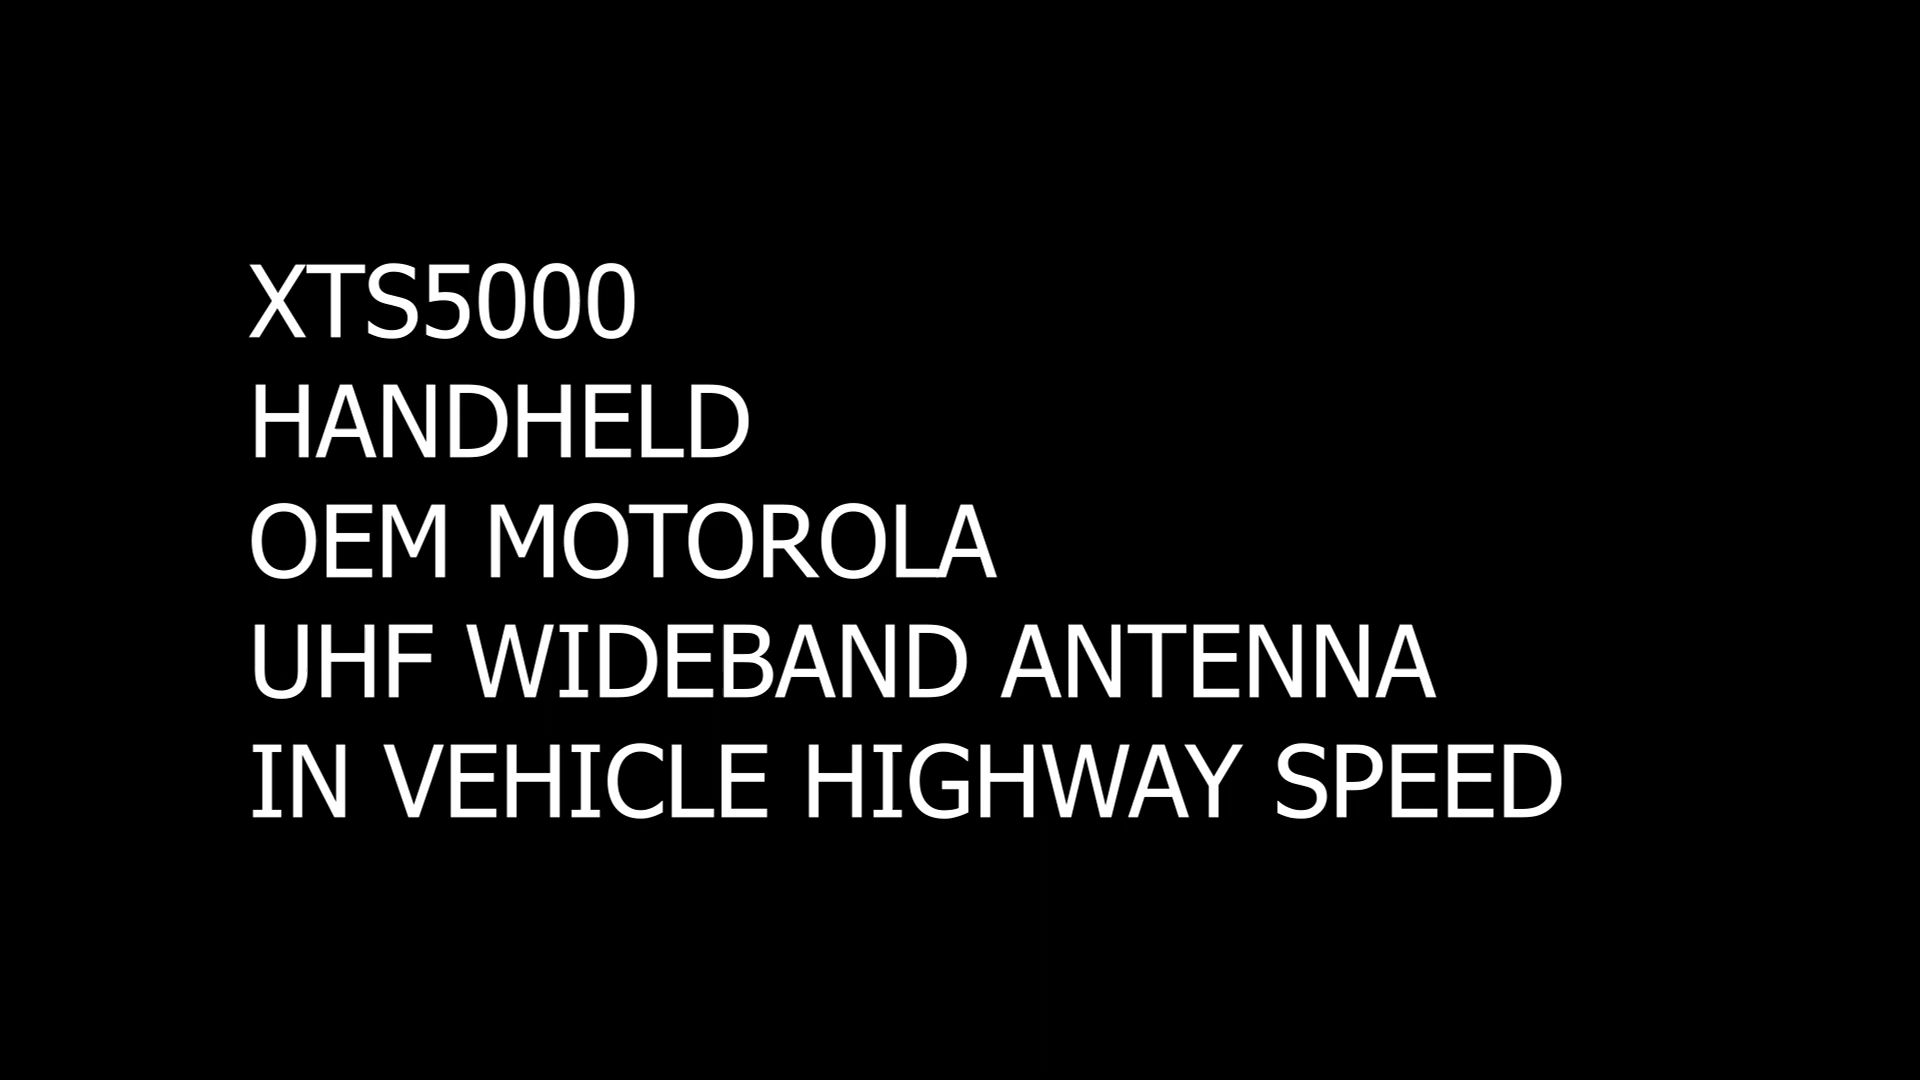 XTS5000
HANDHELD
OEM MOTOROLA
UHF WIDEBAND ANTENNA
IN VEHICLE HIGHWAY SPEED